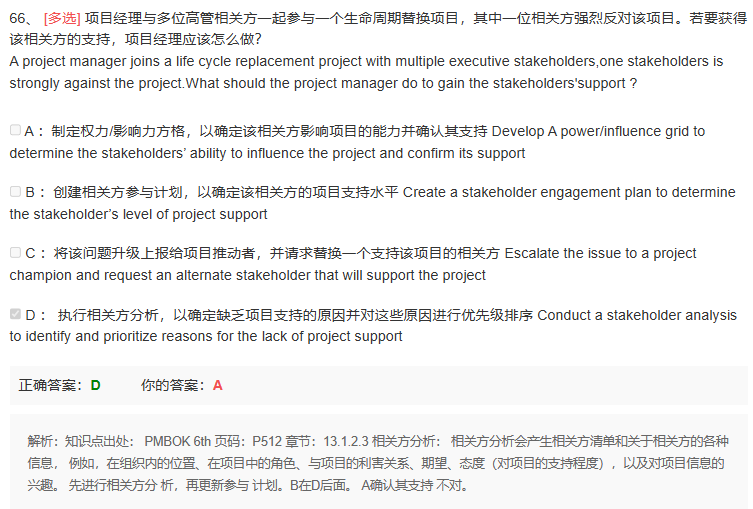 66、 [多选] 项目经理与多位高管相关方一起参与一个生命周期替换项目，其中一位相关方强烈反对该项目。若要获得
该相关方的支持，项目经理应该怎么做?
A project manager joins a life cycle replacement project with multiple executive stakeholders,one stakeholders is
strongly against the project.What should the project manager do to gain the stakeholders'support ?
A： 制定权力/影响力方格，以确定该相关方影响项目的能力并确认其支持 Develop A power/influence grid to
determine the stakeholders’ ability to influence the project and confirm its support
B： 创建相关方参与计划，以确定该相关方的项目支持水平 Create a stakeholder engagement plan to determine
the stakeholder’s level of project support
C： 将该问题升级上报给项目推动者，并请求替换一个支持该项目的相关方 Escalate the issue to a project
champion and request an alternate stakeholder that will support the project
D： 执行相关方分析，以确定缺乏项目支持的原因并对这些原因进行优先级排序 Conduct a stakeholder analysis
to identify and prioritize reasons for the lack of project support
正确答案：D 你的答案：A
解析：知识点出处： PMBOK 6th 页码：P512 章节：13.1.2.3 相关方分析： 相关方分析会产生相关方清单和关于相关方的各种
信息， 例如，在组织内的位置、在项目中的角色、与项目的利害关系、期望、态度（对项目的支持程度），以及对项目信息的
兴趣。 先进行相关方分 析，再更新参与 计划。B在D后面。 A确认其支持 不对。